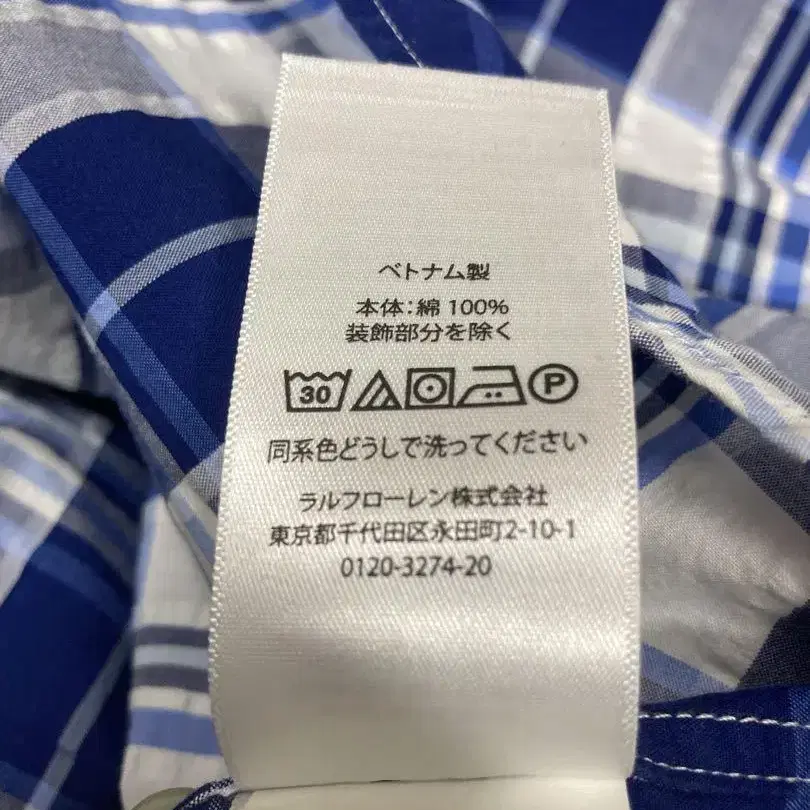 ベトナム製
本体：綿 100%
装飾部分を除く
30 P
同系色どうしで洗ってください
ラルフローレン株式会社
東京都千代田区永田町2-10-1
0120-3274-20